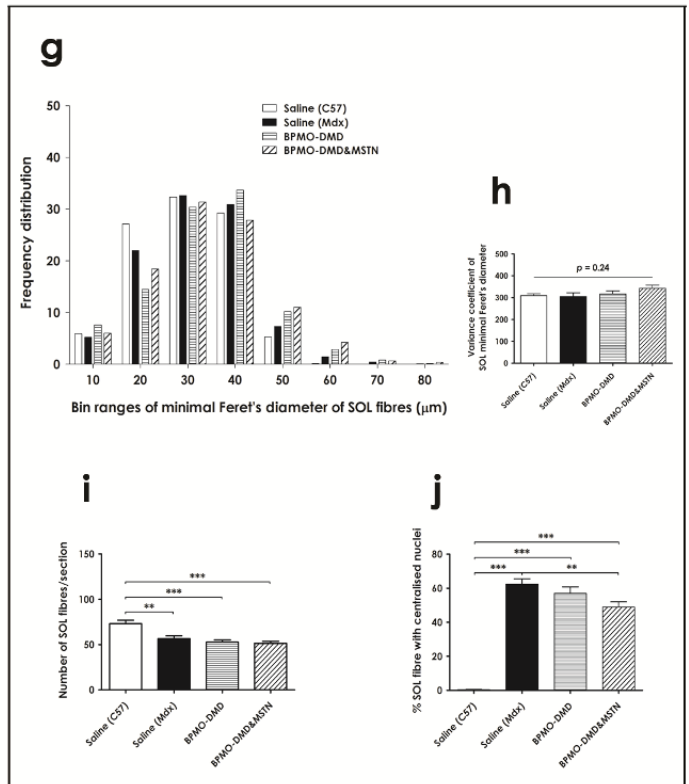 g
50
40
30
20
10
0
Frequency distribution
Saline (C57)
Saline (Mdx)
BPMO-DMD
BPMO-DMD&MSTN
10 20 30 40 50 60 70 80
Bin ranges of minimal Feret's diameter of SOL fibres (μm)
h
500
400
300
200
100
0
Variance coefficient of
SOL minimal Feret's diameter
p = 0.24
Saline (C57)
Saline (Mdx)
BPMO-DMD
BPMO-DMD&MSTN
i
150
100
50
0
Number of SOL fibres/section
***
***
**
Saline (C57)
Saline (Mdx)
BPMO-DMD
BPMO-DMD&MSTN
j
80
60
40
20
0
% SOL fibre with centralised nuclei
***
***
*** **
Saline (C57)
Saline (Mdx)
BPMO-DMD
BPMO-DMD&MSTN